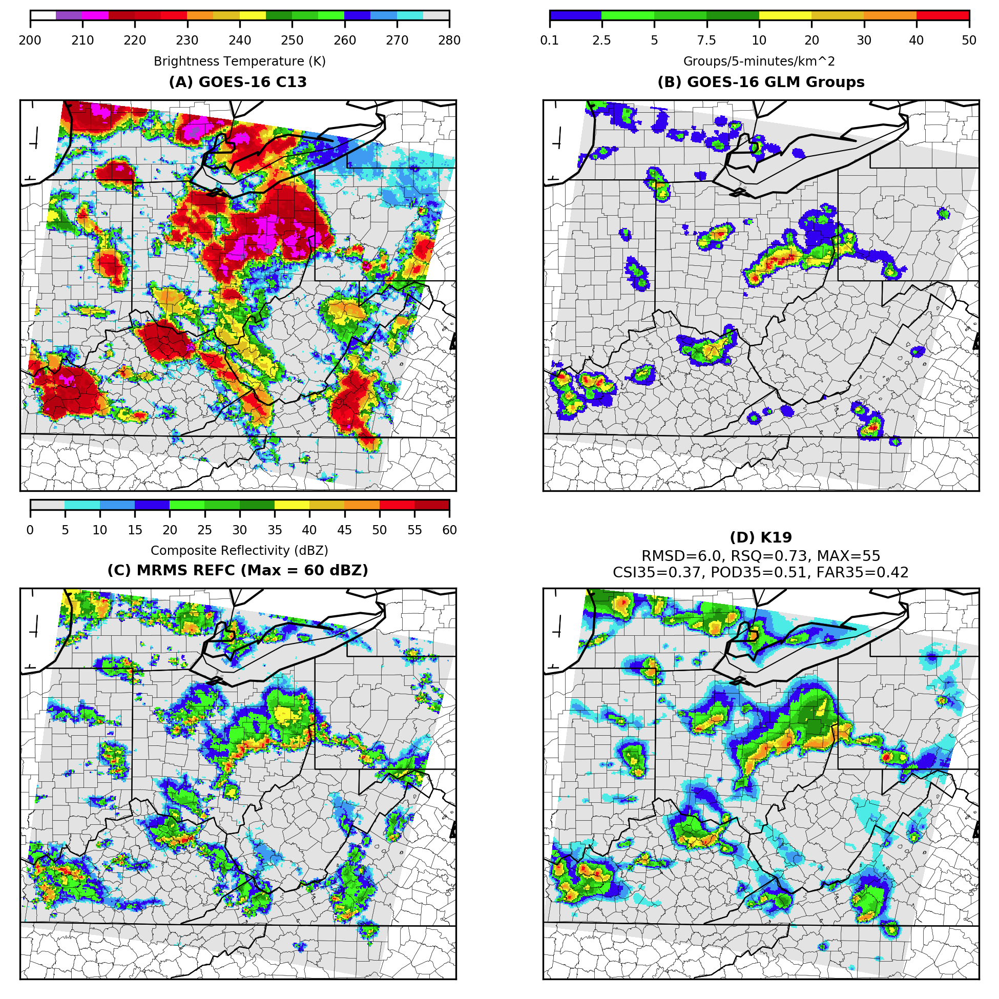 200 210 220 230 240 250 260 270 280
Brightness Temperature (K)
(A) GOES-16 C13
0.1 2.5 5 7.5 10 20 30 40 50
Groups/5-minutes/km^2
(B) GOES-16 GLM Groups
0 5 10 15 20 25 30 35 40 45 50 55 60
Composite Reflectivity (dBZ)
(C) MRMS REFC (Max = 60 dBZ)
(D) K19
RMSD=6.0, RSQ=0.73, MAX=55
CSI35=0.37, POD35=0.51, FAR35=0.42